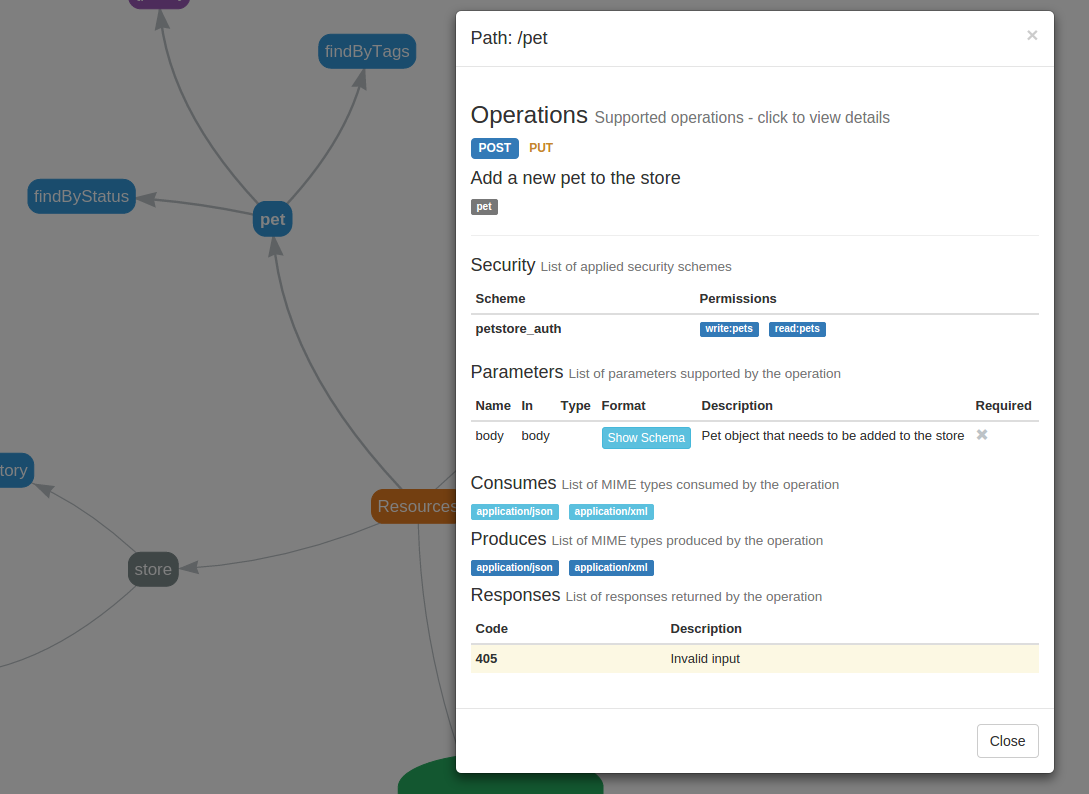 findByTags
findByStatus
pet
tory
Resources
store
Path: /pet
×
Operations Supported operations - click to view details
POST PUT
Add a new pet to the store
pet
Security List of applied security schemes
Scheme Permissions
petstore_auth write:pets read:pets
Parameters List of parameters supported by the operation
Name In Type Format Description Required
body body Show Schema Pet object that needs to be added to the store ✖
Consumes List of MIME types consumed by the operation
application/json application/xml
Produces List of MIME types produced by the operation
application/json application/xml
Responses List of responses returned by the operation
Code Description
405 Invalid input
Close